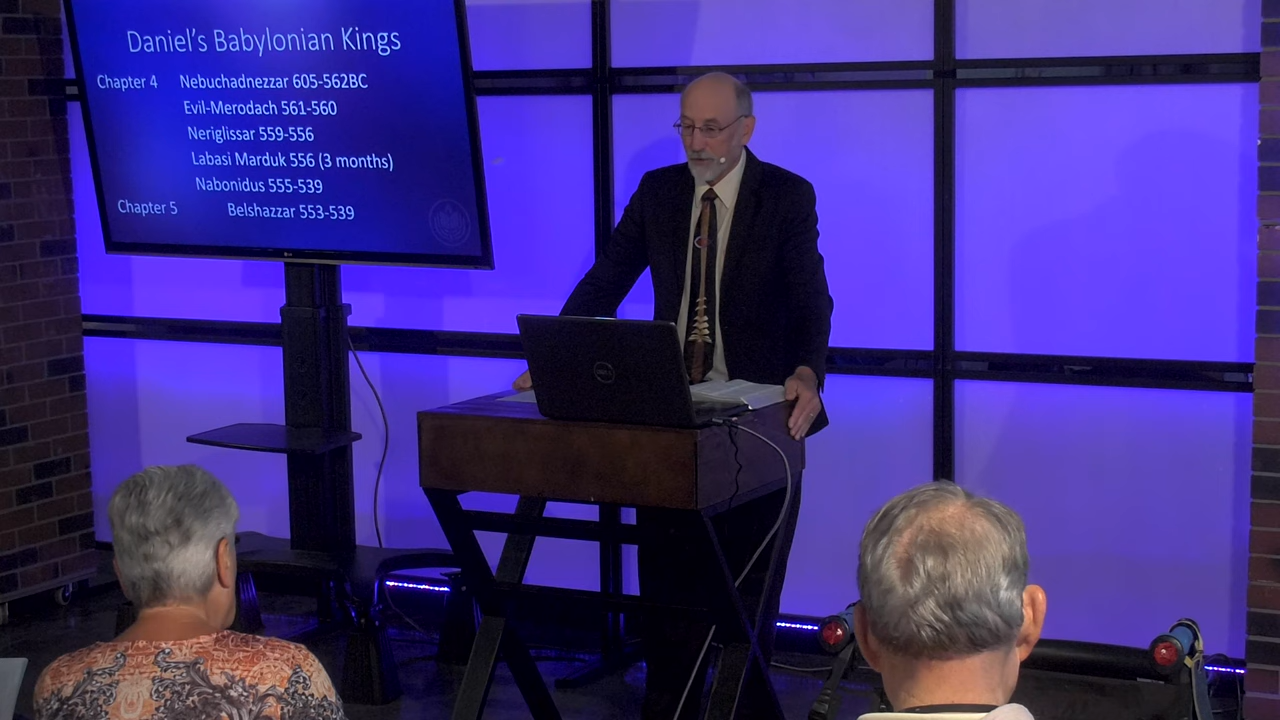 Daniel's Babylonian Kings
Chapter 4 Nebuchadnezzar 605-562BC
Evil-Merodach 561-560
Neriglissar 559-556
Labasi Marduk 556 (3 months)
Nabonidus 555-539
Chapter 5 Belshazzar 553-539
LG
DELL